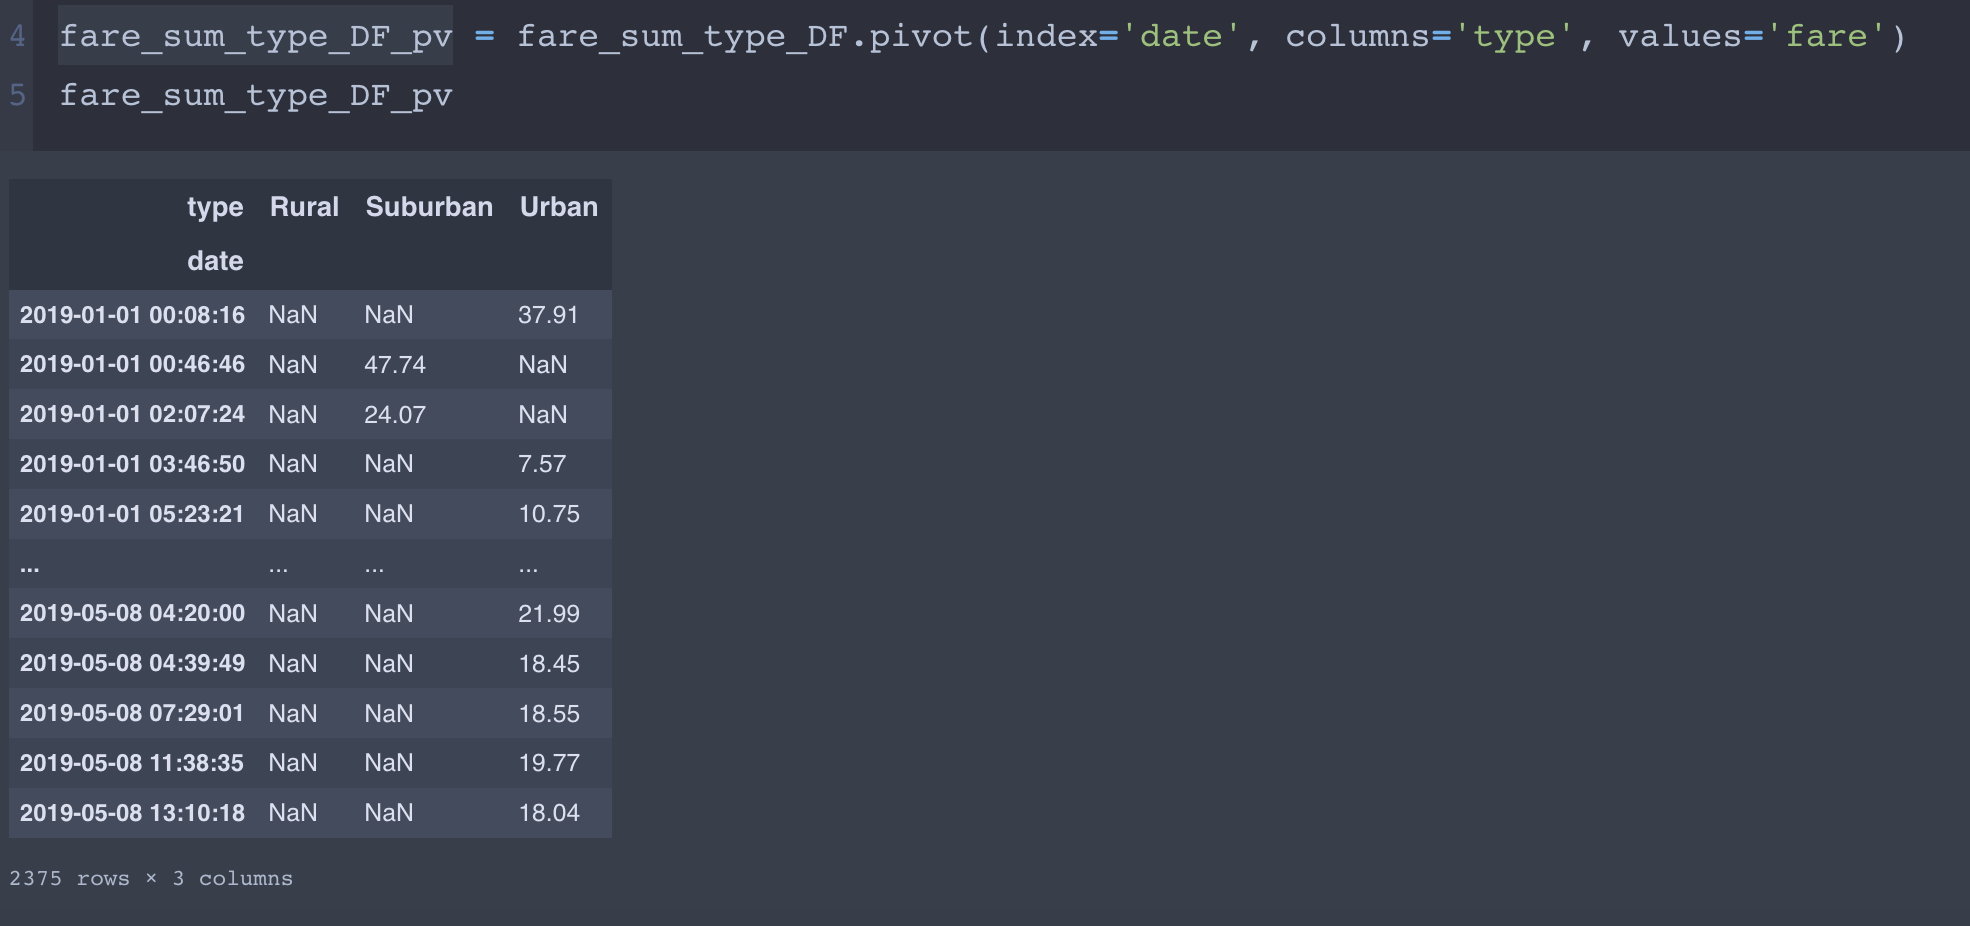 4 fare_sum_type_DF_pv = fare_sum_type_DF.pivot(index='date', columns='type', values='fare')
5 fare_sum_type_DF_pv
type Rural Suburban Urban
date
2019-01-01 00:08:16 NaN NaN 37.91
2019-01-01 00:46:46 NaN 47.74 NaN
2019-01-01 02:07:24 NaN 24.07 NaN
2019-01-01 03:46:50 NaN NaN 7.57
2019-01-01 05:23:21 NaN NaN 10.75
... ... ... ...
2019-05-08 04:20:00 NaN NaN 21.99
2019-05-08 04:39:49 NaN NaN 18.45
2019-05-08 07:29:01 NaN NaN 18.55
2019-05-08 11:38:35 NaN NaN 19.77
2019-05-08 13:10:18 NaN NaN 18.04
2375 rows × 3 columns